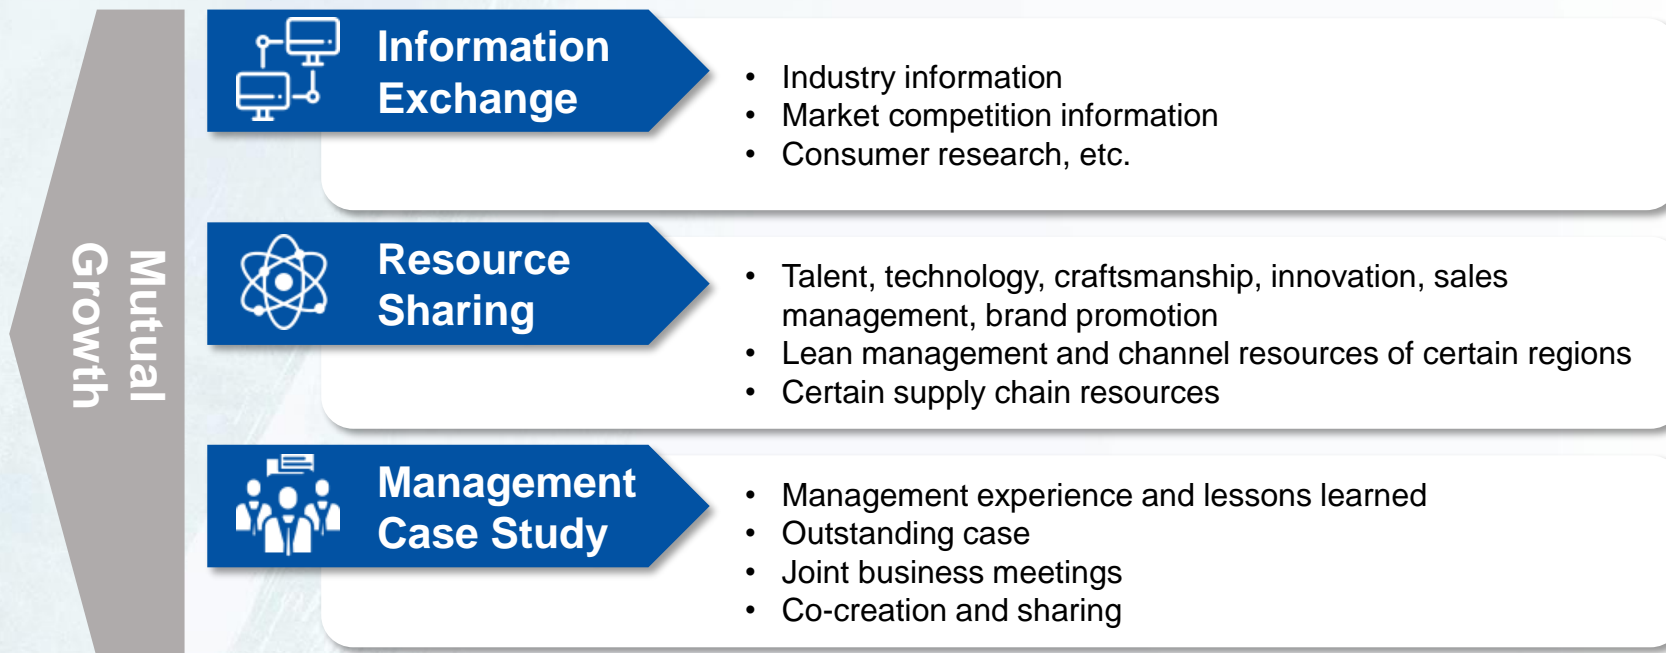 Mutual
Growth
Information
Exchange
• Industry information
• Market competition information
• Consumer research, etc.
Resource
Sharing
• Talent, technology, craftsmanship, innovation, sales
management, brand promotion
• Lean management and channel resources of certain regions
• Certain supply chain resources
Management
Case Study
• Management experience and lessons learned
• Outstanding case
• Joint business meetings
• Co-creation and sharing